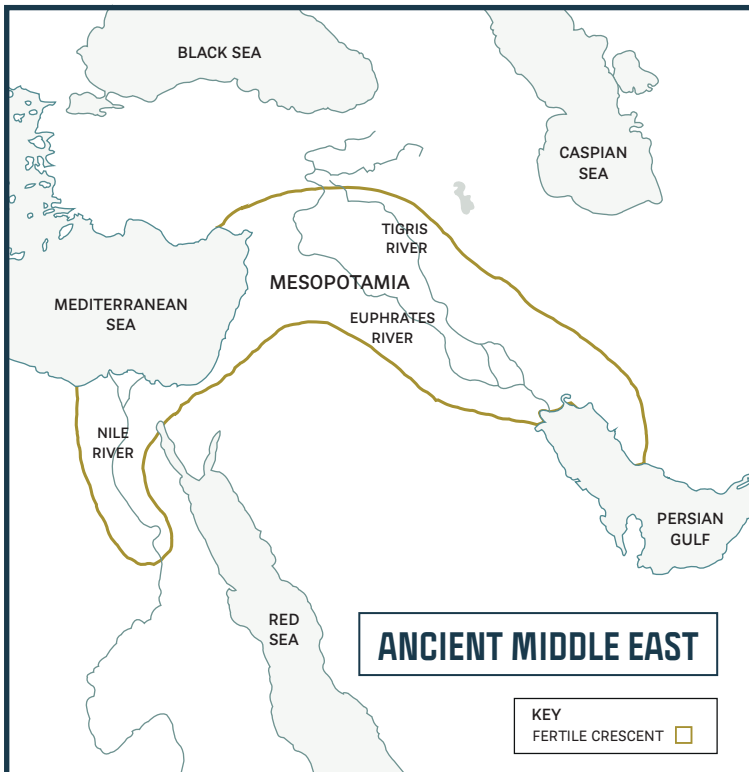 BLACK SEA
CASPIAN
SEA
TIGRIS
RIVER
MESOPOTAMIA
MEDITERRANEAN
SEA
EUPHRATES
RIVER
NILE
RIVER
PERSIAN
GULF
RED
SEA
ANCIENT MIDDLE EAST
KEY
FERTILE CRESCENT